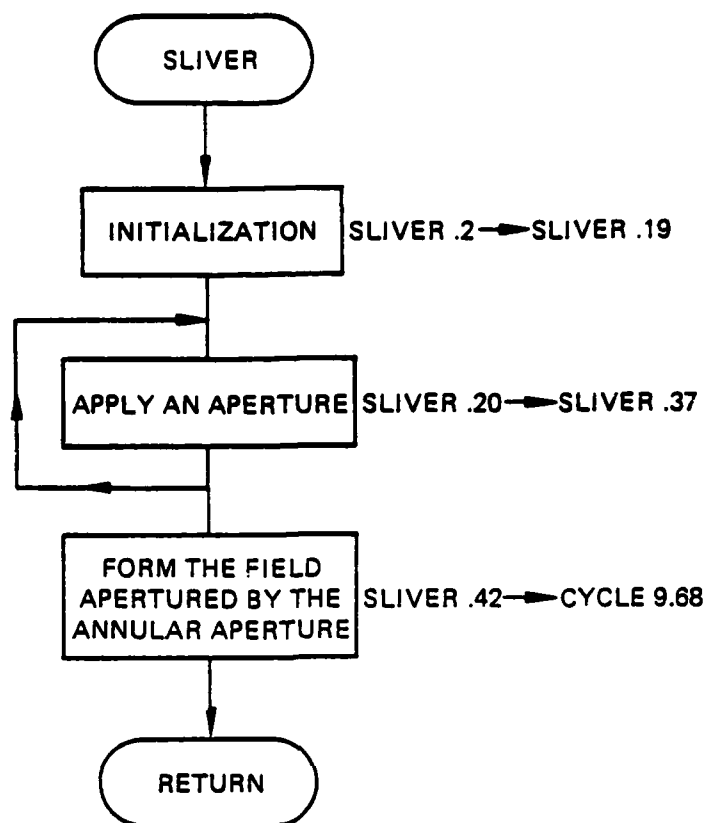 SLIVER
INITIALIZATION SLIVER .2→SLIVER .19
APPLY AN APERTURE SLIVER .20→SLIVER .37
FORM THE FIELD
APERTURED BY THE SLIVER .42→CYCLE 9.68
ANNULAR APERTURE
RETURN